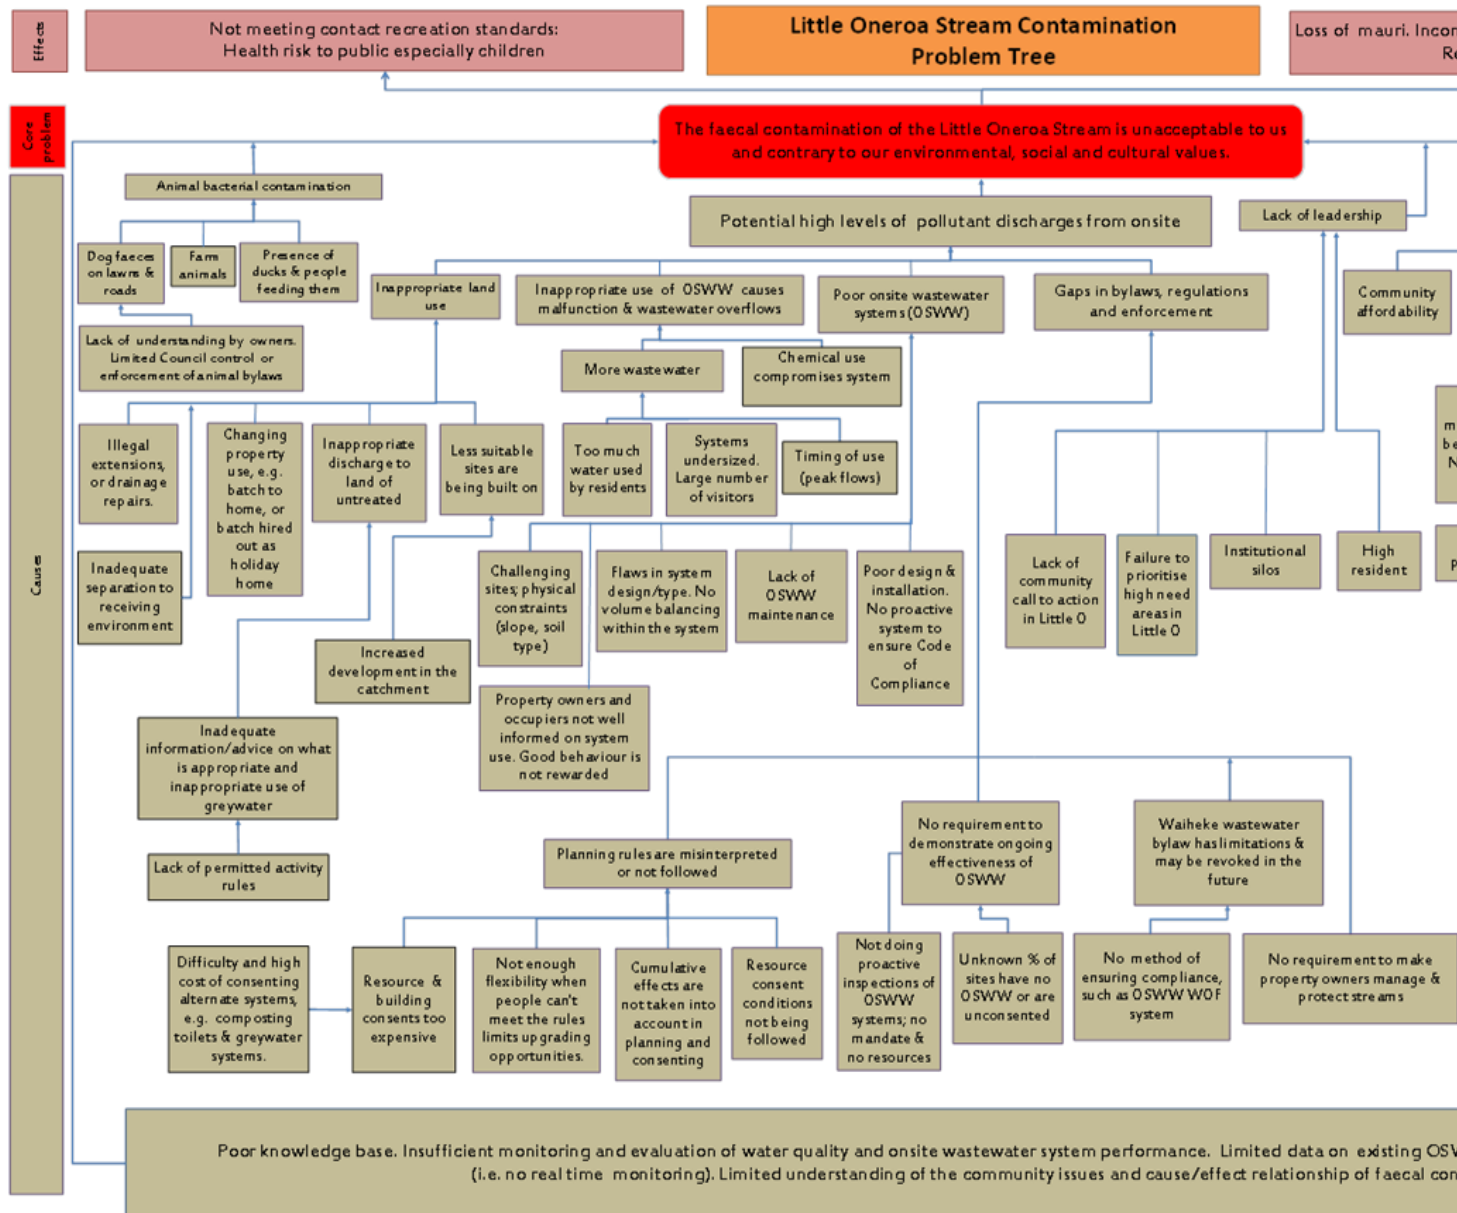 Effects
Not meeting contact recreation standards:
Health risk to public especially children
Little Oneroa Stream Contamination
Problem Tree
Loss of mauri.
Core
problem
The faecal contamination of the Little Oneroa Stream is unacceptable to us
and contrary to our environmental, social and cultural values.
Causes
Animal bacterial contamination
Potential high levels of pollutant discharges from onsite
Lack of leadership
Dog faeces
on lawns &
roads
Farm
animals
Presence of
ducks & people
feeding them
Inappropriate land
use
Inappropriate use of OSWW causes
malfunction & wastewater overflows
Poor onsite wastewater
systems (OSWW)
Gaps in bylaws, regulations
and enforcement
Community
affordability
Lack of understanding by owners.
Limited Council control or
enforcement of animal bylaws
More wastewater
Chemical use
compromises system
Illegal
extensions,
or drainage
repairs.
Changing
property
use, e.g.
batch to
home, or
batch hired
out as
holiday
home
Inappropriate
discharge to
land of
untreated
Less suitable
sites are
being built on
Too much
water used
by residents
Systems
undersized.
Large number
of visitors
Timing of use
(peak flows)
Inadequate
separation to
receiving
environment
Challenging
sites; physical
constraints
(slope, soil
type)
Flaws in system
design/type. No
volume balancing
within the system
Lack of
OSWW
maintenance
Poor design &
installation.
No proactive
system to
ensure Code
of
Compliance
Lack of
community
call to action
in Little O
Failure to
prioritise
high need
areas in
Little O
Institutional
silos
High
resident
Increased
development in the
catchment
Property owners and
occupiers not well
informed on system
use. Good behaviour is
not rewarded
Inadequate
information/advice on what
is appropriate and
inappropriate use of
greywater
Lack of permitted activity
rules
Planning rules are misinterpreted
or not followed
No requirement to
demonstrate ongoing
effectiveness of
OSWW
Waiheke wastewater
bylaw has limitations &
may be revoked in the
future
Difficulty and high
cost of consenting
alternate systems,
e.g. composting
toilets & greywater
systems.
Resource &
building
consents too
expensive
Not enough
flexibility when
people can't
meet the rules
limits upgrading
opportunities.
Cumulative
effects are
not taken into
account in
planning and
consenting
Resource
consent
conditions
not being
followed
Not doing
proactive
inspections of
OSWW
systems; no
mandate &
no resources
Unknown % of
sites have no
OSWW or are
unconsented
No method of
ensuring compliance,
such as OSWW WOF
system
No requirement to make
property owners manage &
protect streams
Poor knowledge base. Insufficient monitoring and evaluation of water quality and onsite wastewater system performance. Limited data on existing
(i.e. no real time monitoring). Limited understanding of the community issues and cause/effect relationship of faecal